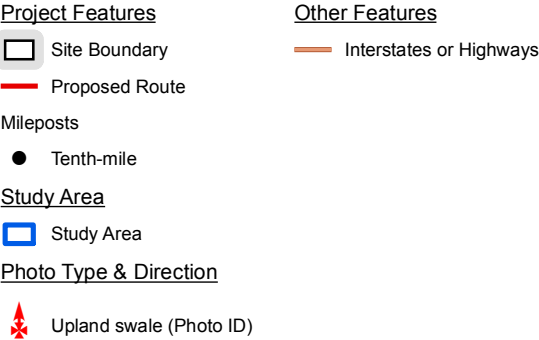 Project Features
Site Boundary
Proposed Route
Mileposts
Tenth-mile
Study Area
Study Area
Photo Type & Direction
Upland swale (Photo ID)
Other Features
Interstates or Highways